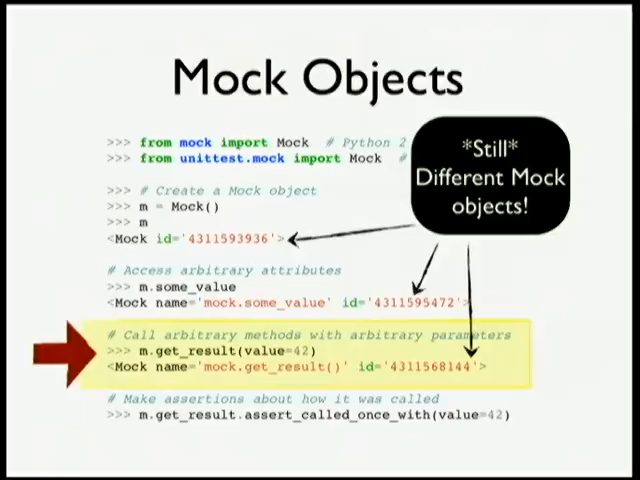 Mock Objects
>>> from mock import Mock  # Python 2
>>> from unittest.mock import Mock  #
*Still*
Different Mock
objects!
>>> # Create a Mock object
>>> m = Mock()
>>> m
<Mock id='4311593936'>
# Access arbitrary attributes
>>> m.some_value
<Mock name='mock.some_value' id='4311595472'>
# Call arbitrary methods with arbitrary parameters
>>> m.get_result(value=42)
<Mock name='mock.get_result()' id='4311568144'>
# Make assertions about how it was called
>>> m.get_result.assert_called_once_with(value=42)